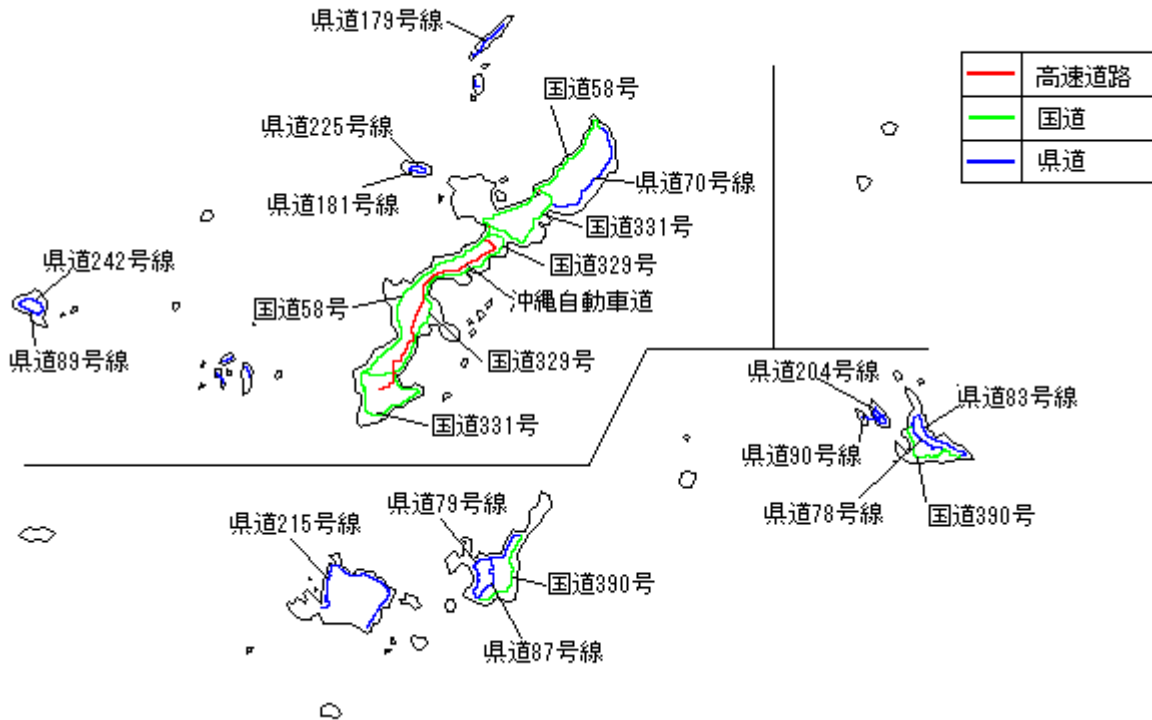 県道179号線
高速道路
国道58号
国道
県道225号線
県道
県道70号線
県道181号線
国道331号
県道242号線
国道329号
国道58号
沖縄自動車道
県道89号線
国道329号
県道204号線
県道83号線
国道331号
県道90号線
県道79号線
県道78号線
国道390号
県道215号線
国道390号
県道87号線